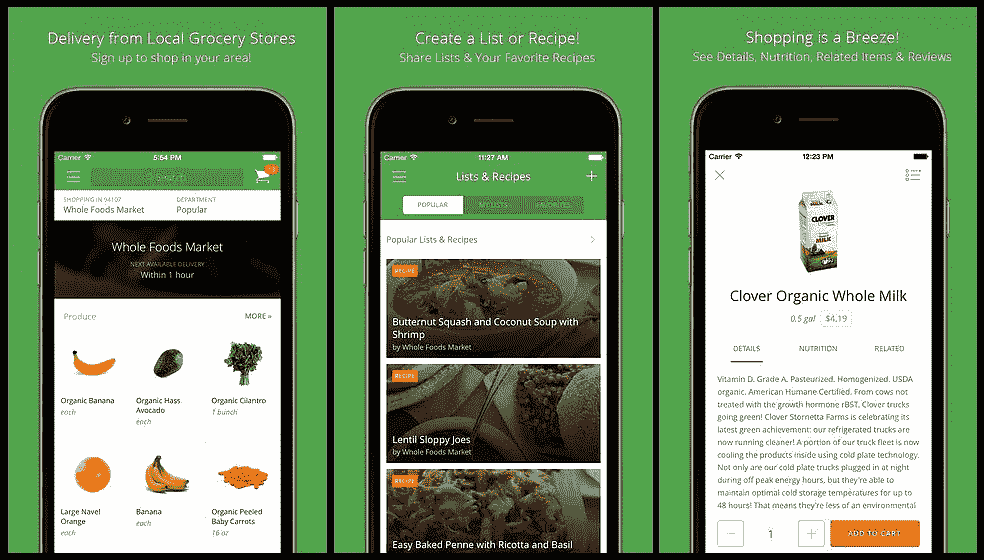 Delivery from Local Grocery Stores
Sign up to shop in your area!
Carrier
5:54 PM
SHOPPING IN 94107
Whole Foods Market
DEPARTMENT
Popular
Whole Foods Market
NEXT AVAILABLE DELIVERY
Within 1 hour
Produce
MORE »
Organic Banana
each
Organic Hass
Avocado
each
Organic Cilantro
1 bunch
Large Navel
Orange
Banana
each
Organic Peeled
Baby Carrots
16 oz
Create a List or Recipe!
Share Lists & Your Favorite Recipes
Carrier
11:27 AM
Lists & Recipes
POPULAR
MY LISTS
FAVORITES
Popular Lists & Recipes
RECIPE
Butternut Squash and Coconut Soup with
Shrimp
by Whole Foods Market
RECIPE
Lentil Sloppy Joes
by Whole Foods Market
RECIPE
Easy Baked Penne with Ricotta and Basil
Shopping is a Breeze!
See Details, Nutrition, Related Items & Reviews
Carrier
12:23 PM
CLOVER
MILK
Clover Organic Whole Milk
0.5 gal
$4.19
DETAILS
NUTRITION
RELATED
Vitamin D. Grade A. Pasteurized. Homogenized. USDA
organic. American Humane Certified. From cows not
treated with the growth hormone rBST. Clover trucks
going green! Clover Stornetta Farms is celebrating its
latest green achievement: our refrigerated trucks are
now running cleaner! A portion of our truck fleet is now
cooling the products inside using cold plate technology.
Not only are our cold plate trucks plugged in at night
during off peak energy hours, but they're able to
maintain optimal cold storage temperatures for up to
48 hours! That means they're less of an environmental
1
ADD TO CART